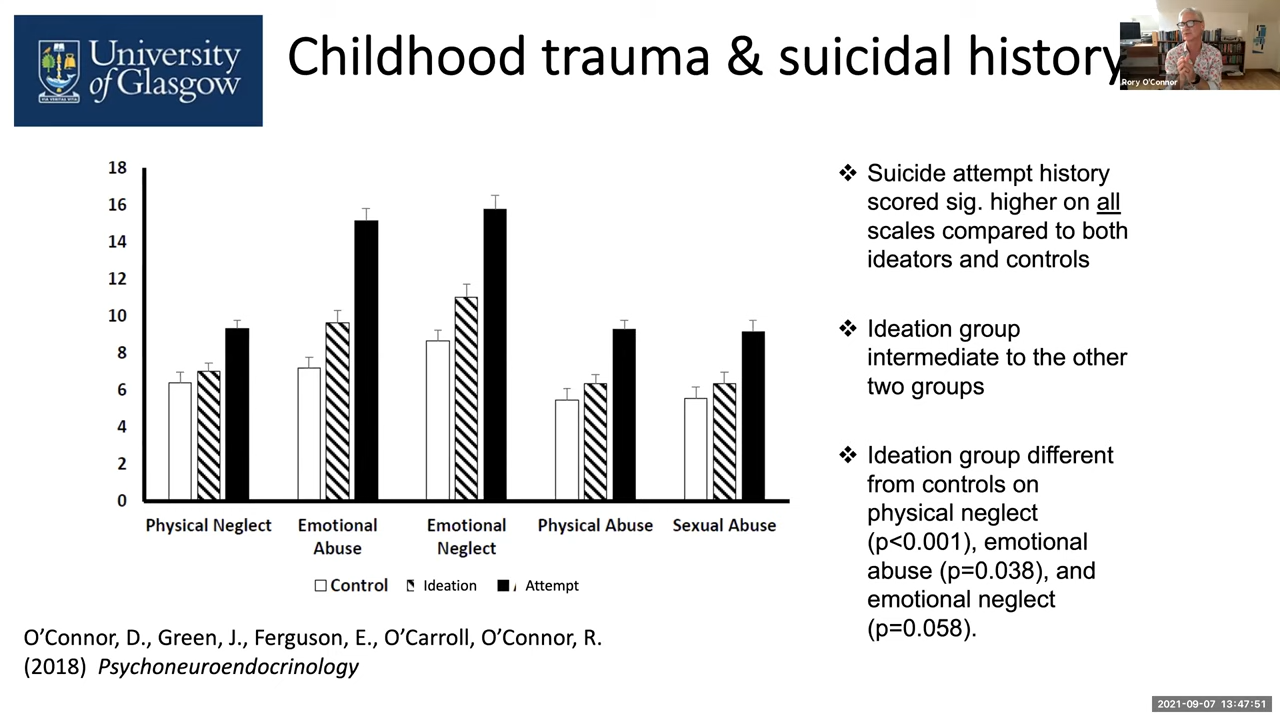 University
of Glasgow
VIA VERITAS VITA
Childhood trauma & suicidal history
Rory O'Connor
18
16
14
12
10
8
6
4
2
0
Physical Neglect
Emotional
Abuse
Emotional
Neglect
Physical Abuse
Sexual Abuse
Control
Ideation
Attempt
❖ Suicide attempt history
scored sig. higher on all
scales compared to both
ideators and controls
❖ Ideation group
intermediate to the other
two groups
❖ Ideation group different
from controls on
physical neglect
(p<0.001), emotional
abuse (p=0.038), and
emotional neglect
(p=0.058).
O'Connor, D., Green, J., Ferguson, E., O'Carroll, O'Connor, R.
(2018) Psychoneuroendocrinology
2021-09-07 13:47:51